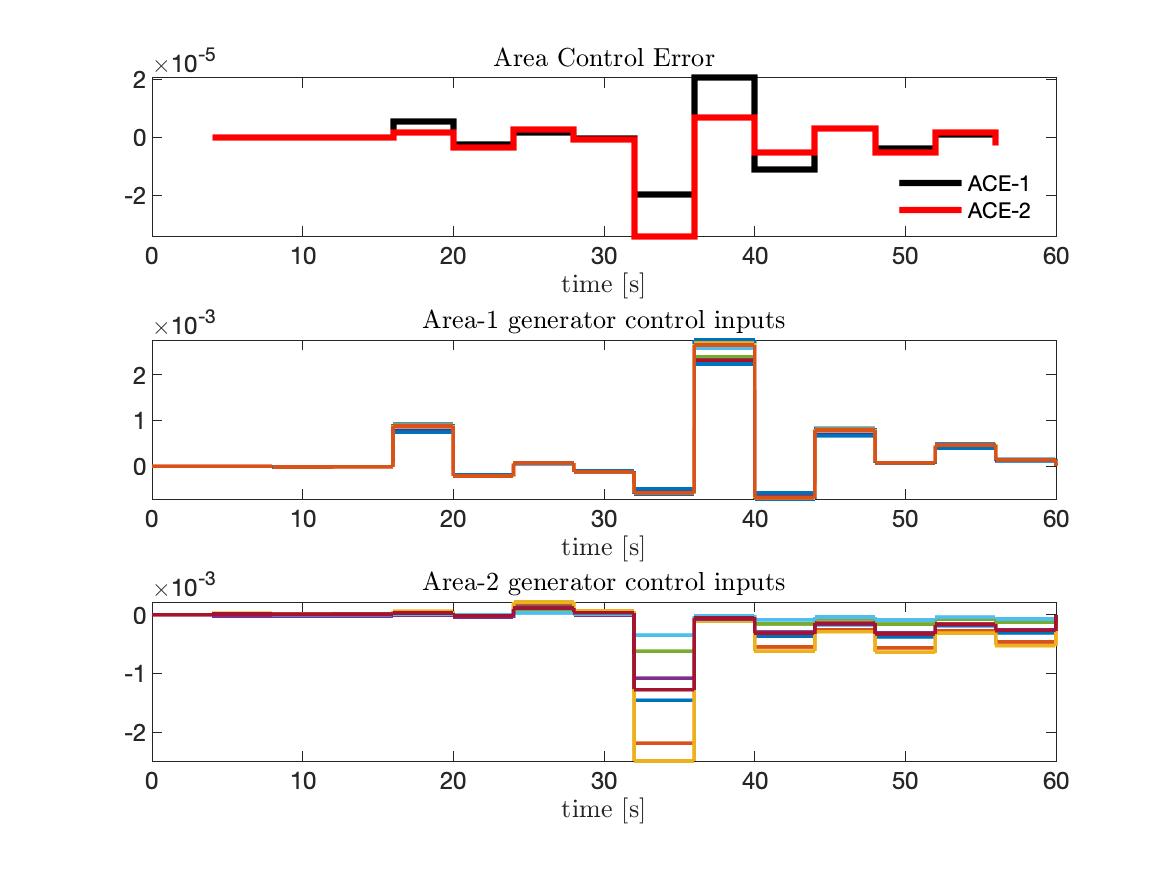 Area Control Error
×10-5
2
0
-2
ACE-1
ACE-2
0 10 20 30 40 50 60
time [s]
Area-1 generator control inputs
×10-3
2
1
0
0 10 20 30 40 50 60
time [s]
Area-2 generator control inputs
×10-3
0
-1
-2
0 10 20 30 40 50 60
time [s]